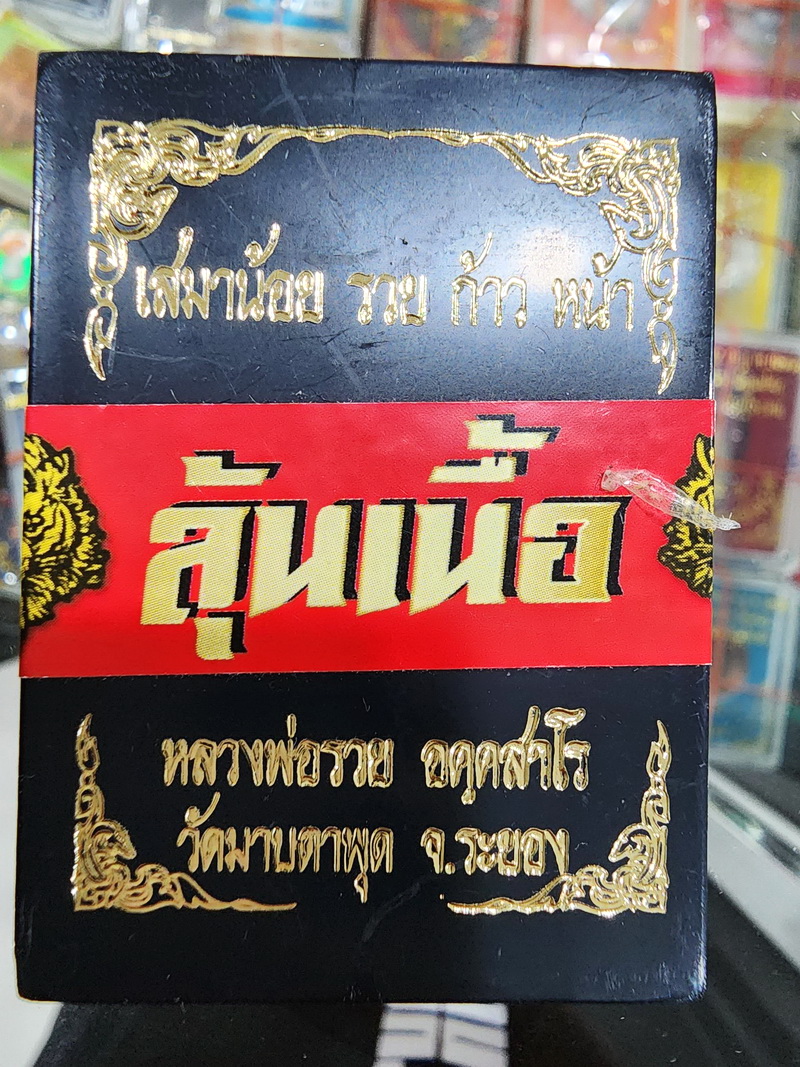 เสมาน้อย รวย ก้าว หน้า
ลุ้นเนื้อ
หลวงพ่อรวย อคฺคสาโร
วัดมาบตาพุด จ.ระยอง